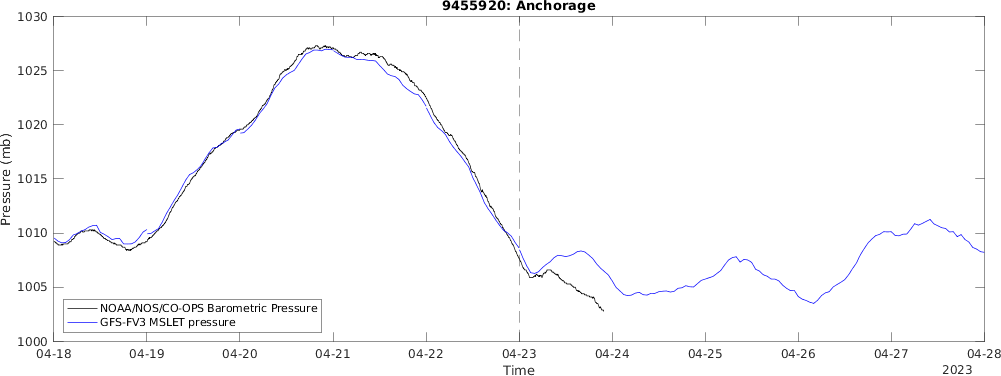 9455920: Anchorage
Pressure (mb)
1030
1025
1020
1015
1010
1005
1000
NOAA/NOS/CO-OPS Barometric Pressure
GFS-FV3 MSLET pressure
04-18 04-19 04-20 04-21 04-22 04-23 04-24 04-25 04-26 04-27 04-28
Time
2023